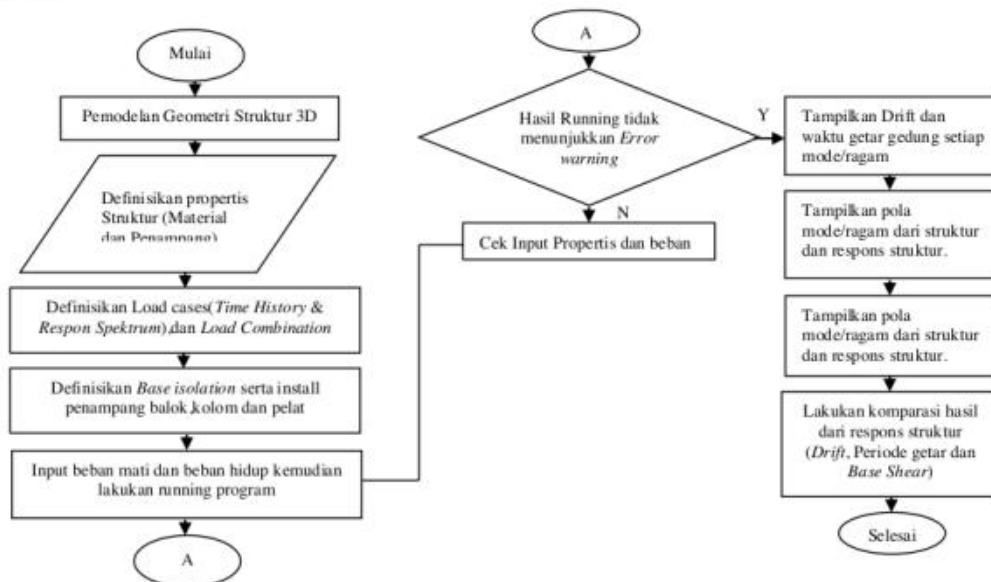 Mulai
Pemodelan Geometri Struktur 3D
Definisikan propertis
Struktur (Material
dan Penampang)
Definisikan Load cases(Time History &
Respon Spektrum),dan Load Combination
Definisikan Base isolation serta install
penampang balok,kolom dan pelat
Input beban mati dan beban hidup kemudian
lakukan running program
A
A
Hasil Running tidak
menunjukkan Error
warning
Y
N
Cek Input Propertis dan beban
Tampilkan Drift dan
waktu getar gedung setiap
mode/ragam
Tampilkan pola
mode/ragam dari struktur
dan respons struktur.
Tampilkan pola
mode/ragam dari struktur
dan respons struktur.
Lakukan komparasi hasil
dari respons struktur
(Drift, Periode getar dan
Base Shear)
Selesai